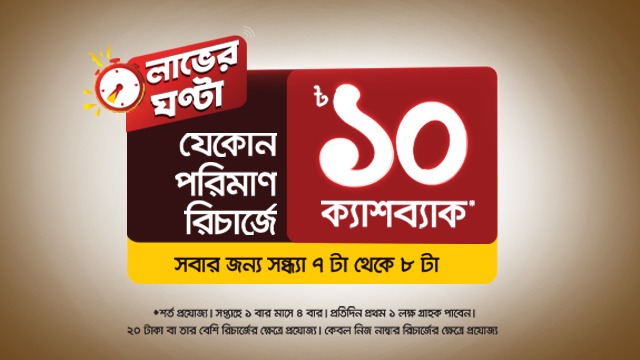 লাভের
ঘণ্টা
যেকোন
পরিমাণ
রিচার্জে
৳১০
ক্যাশব্যাক*
সবার জন্য সন্ধ্যা ৭ টা থেকে ৮ টা
*শর্ত প্রযোজ্য। সপ্তাহে ১ বার মাসে ৪ বার। প্রতিদিন প্রথম ১ লক্ষ গ্রাহক পাবেন।
২০ টাকা বা তার বেশি রিচার্জের ক্ষেত্রে প্রযোজ্য। কেবল নিজ নাম্বার রিচার্জের ক্ষেত্রে প্রযোজ্য